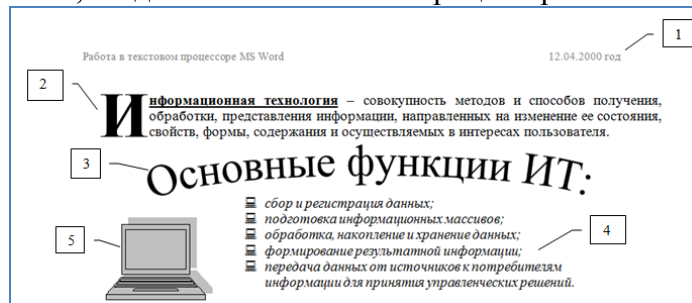 Работа в текстовом процессоре MS Word 12.04.2000 год
1
2
Информационная технология – совокупность методов и способов получения,
обработки, представления информации, направленных на изменение ее состояния,
свойств, формы, содержания и осуществляемых в интересах пользователя.
3
Основные функции ИТ:
сбор и регистрация данных;
подготовка информационных массивов;
обработка, накопление и хранение данных;
4
5
формирование результатной информации;
передача данных от источников к потребителям
информации для принятия управленческих решений.